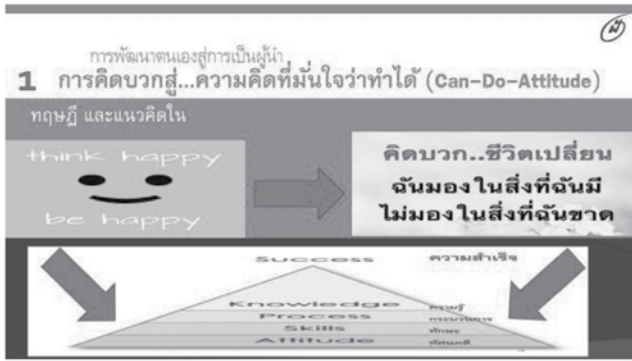 การพัฒนาตนเองสู่การเป็นผู้นำ
1 การคิดบวกสู่...ความคิดที่มั่นใจว่าทำได้ (Can-Do-Attitude)
ทฤษฎี และแนวคิดใน
think happy.
be happy
คิดบวก..ชีวิตเปลี่ยน
ฉันมองในสิ่งที่ฉันมี
ไม่มองในสิ่งที่ฉันขาด
Success ความสำเร็จ
Knowledge ความรู้
Process กระบวนการ
Skills ทักษะ
Attitude ทัศนคติ